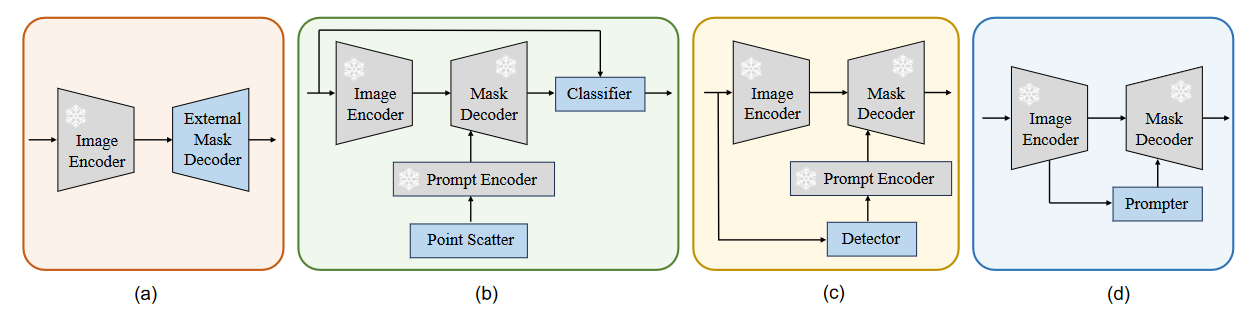 Image
Encoder
External
Mask
Decoder
(a)
Image
Encoder
Mask
Decoder
Classifier
Prompt Encoder
Point Scatter
(b)
Image
Encoder
Mask
Decoder
Prompt Encoder
Detector
(c)
Image
Encoder
Mask
Decoder
Prompter
(d)